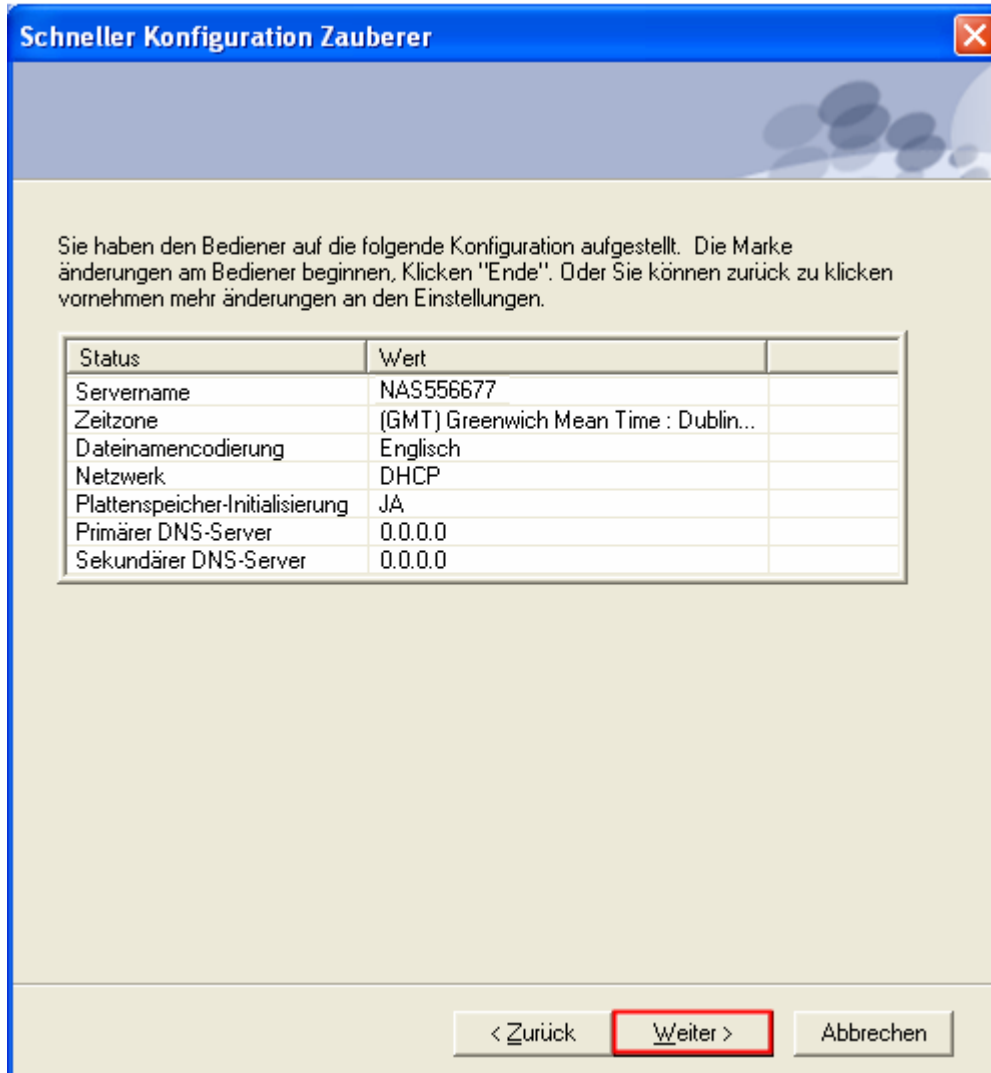 Schneller Konfiguration Zauberer
Sie haben den Bediener auf die folgende Konfiguration aufgestellt. Die Marke
änderungen am Bediener beginnen, Klicken "Ende". Oder Sie können zurück zu klicken
vornehmen mehr änderungen an den Einstellungen.
Status Wert
Servername NAS556677
Zeitzone (GMT) Greenwich Mean Time : Dublin...
Dateinamencodierung Englisch
Netzwerk DHCP
Plattenspeicher-Initialisierung JA
Primärer DNS-Server 0.0.0.0
Sekundärer DNS-Server 0.0.0.0
< Zurück Weiter > Abbrechen